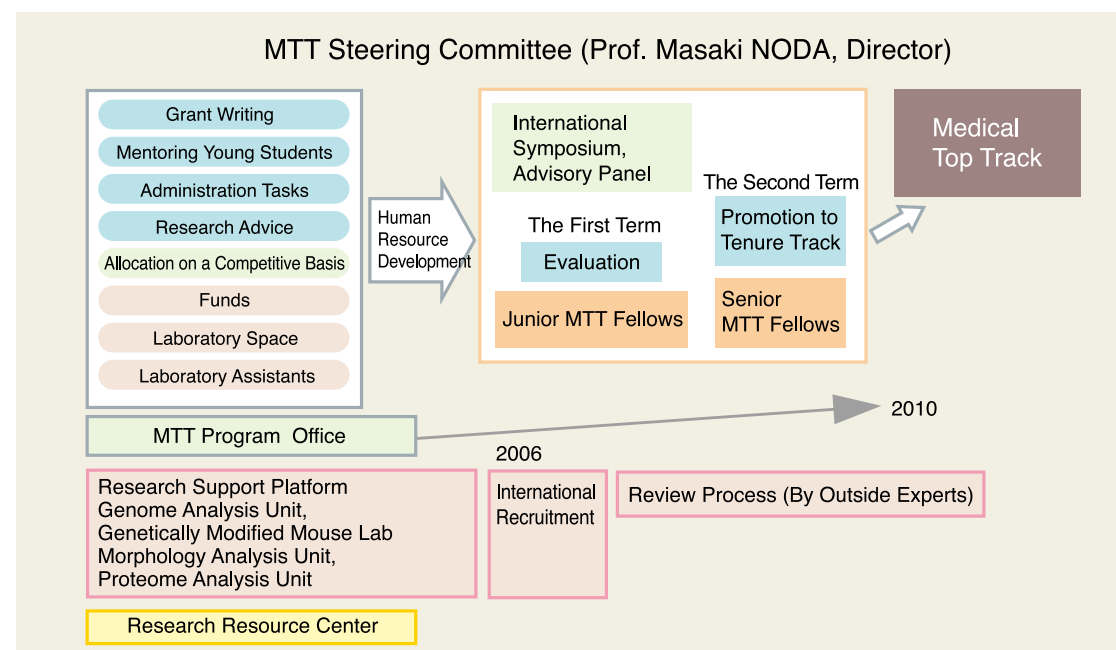 MTT Steering Committee (Prof. Masaki NODA, Director)
Grant Writing
Mentoring Young Students
Administration Tasks
Research Advice
Allocation on a Competitive Basis
Funds
Laboratory Space
Laboratory Assistants
Human
Resource
Development
International
Symposium,
Advisory Panel
The First Term
Evaluation
Junior MTT Fellows
The Second Term
Promotion to
Tenure Track
Senior
MTT Fellows
Medical
Top Track
MTT Program Office
2010
2006
Research Support Platform
Genome Analysis Unit,
Genetically Modified Mouse Lab
Morphology Analysis Unit,
Proteome Analysis Unit
International
Recruitment
Review Process (By Outside Experts)
Research Resource Center